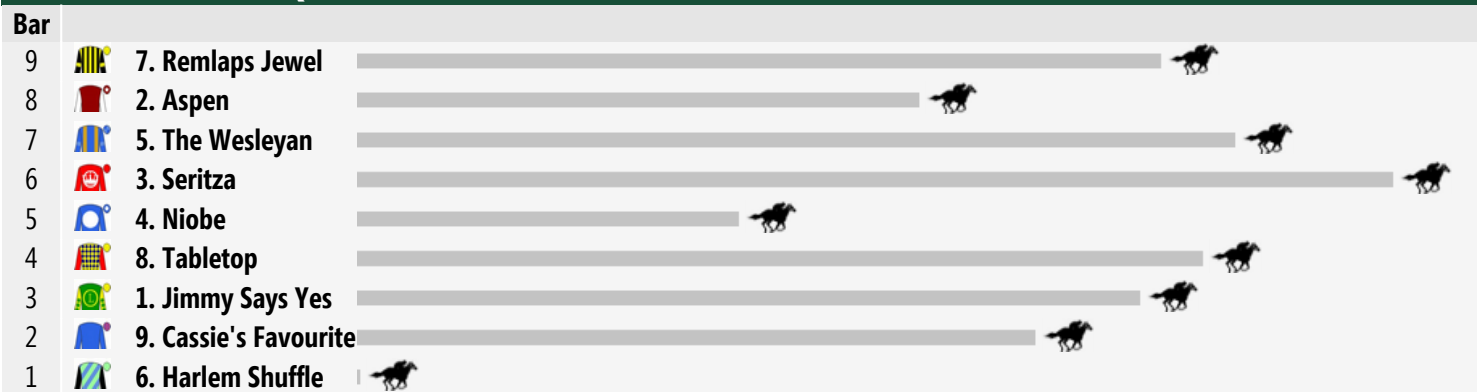 Bar
9 7. Remlaps Jewel
8 2. Aspen
7 5. The Wesleyan
6 3. Seritza
5 4. Niobe
4 8. Tabletop
3 1. Jimmy Says Yes
2 9. Cassie's Favourite
1 6. Harlem Shuffle